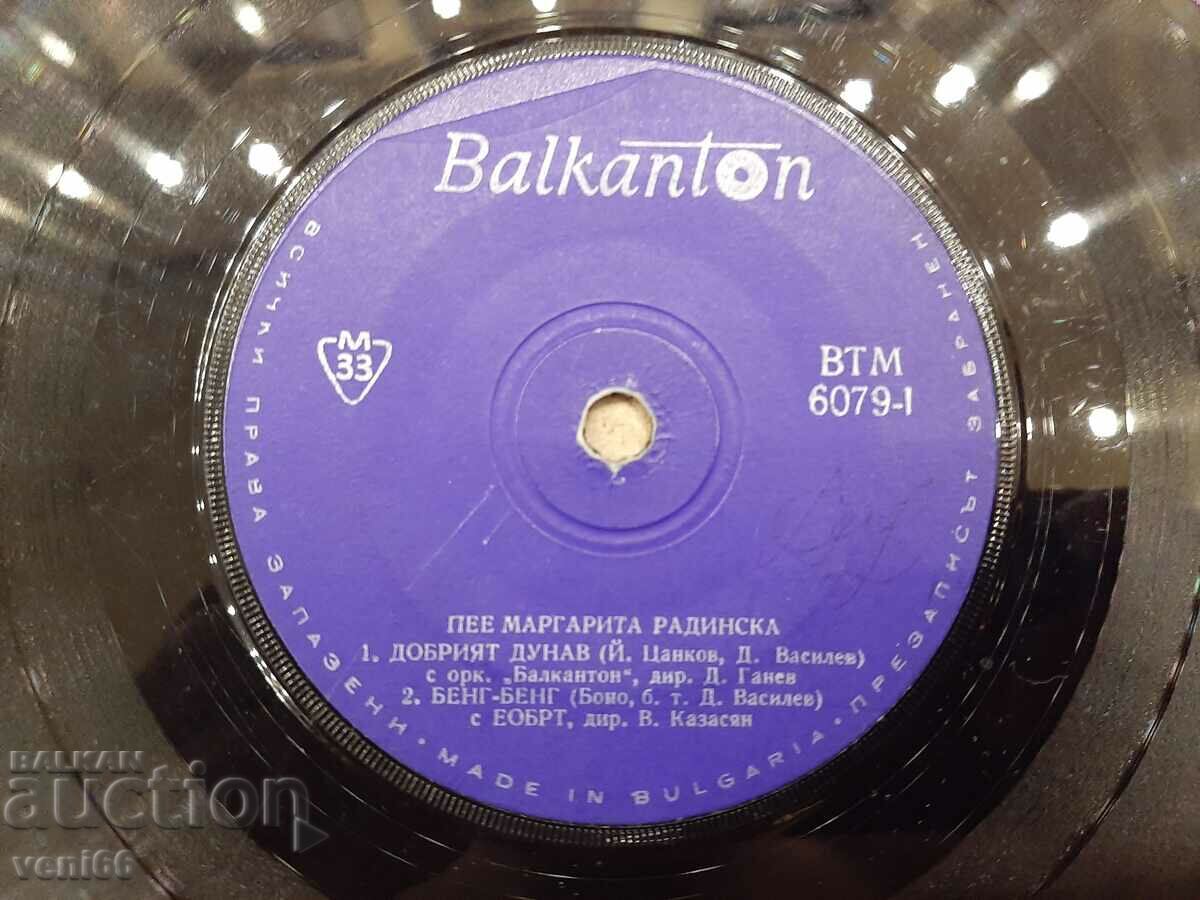 Balkanton
ВСИЧКИ ПРАВА ЗАПАЗЕНИ · MADE IN BULGARIA · ПРЕЗАПИСЪТ ЗАБРАНЕН
М
33
ВТМ
6079-I
ПЕЕ МАРГАРИТА РАДИНСКА
1. ДОБРИЯТ ДУНАВ (Й. Цанков, Д. Василев)
с орк. „Балкантон", дир. Д. Ганев
2. БЕНГ-БЕНГ (Боно, б. т. Д. Василев)
с ЕОБРТ, дир. В. Казасян
BALKAN
auction
veni66